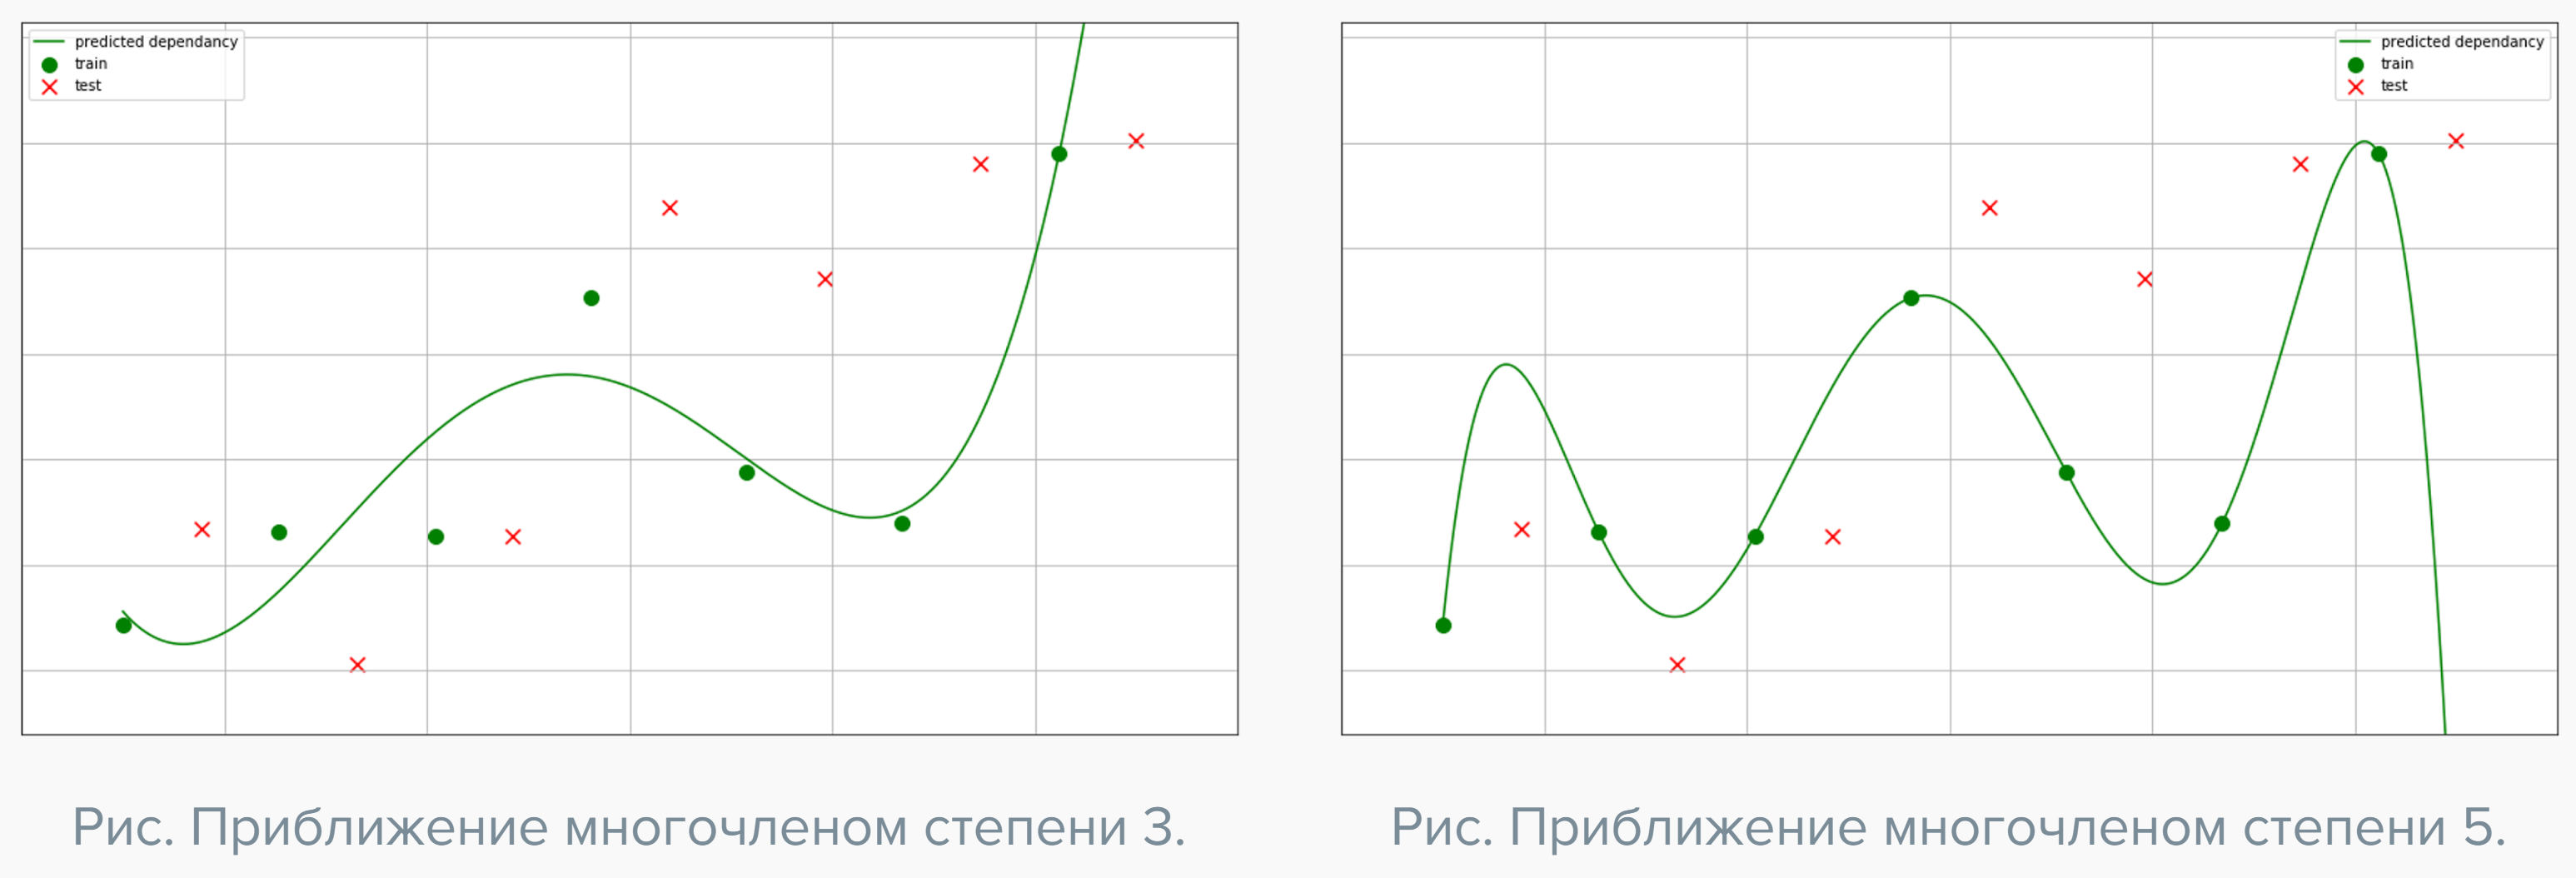 predicted dependancy
train
test
predicted dependancy
train
test
Рис. Приближение многочленом степени 3.
Рис. Приближение многочленом степени 5.